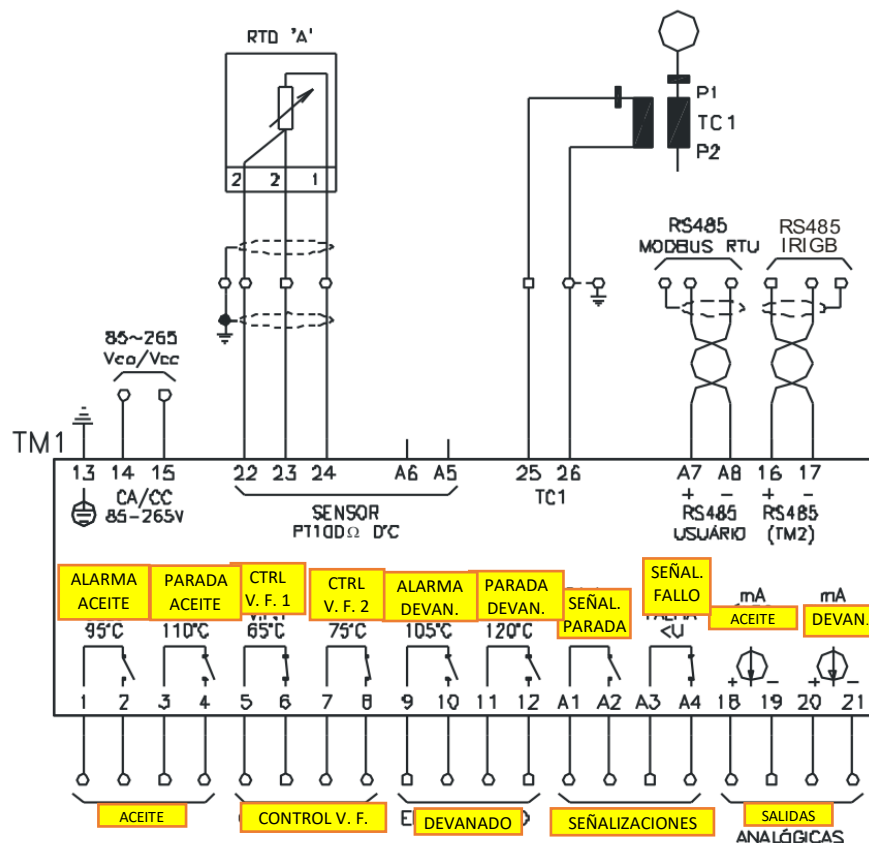 RTD 'A'
2 2 1
P1
TC1
P2
RS485
MODBUS RTU
RS485
IRIGB
85~265
Vca/Vcc
TM1
13 14 15 22 23 24 A6 A5 25 26 A7 A8 16 17
CA/CC
85-265V
SENSOR
PT100Ω 0°C
TC1
+ -
RS485
USUÁRIO
+ -
RS485
(TM2)
ALARMA
ACEITE
PARADA
ACEITE
CTRL
V. F. 1
CTRL
V. F. 2
ALARMA
DEVAN.
PARADA
DEVAN.
SEÑAL.
PARADA
SEÑAL.
FALLO
mA
ACEITE
mA
DEVAN.
95°C 110°C 65°C 75°C 105°C 120°C <U
+ - + -
1 2 3 4 5 6 7 8 9 10 11 12 A1 A2 A3 A4 18 19 20 21
ACEITE
CONTROL V. F.
DEVANADO
SEÑALIZACIONES
SALIDAS
ANALÓGICAS